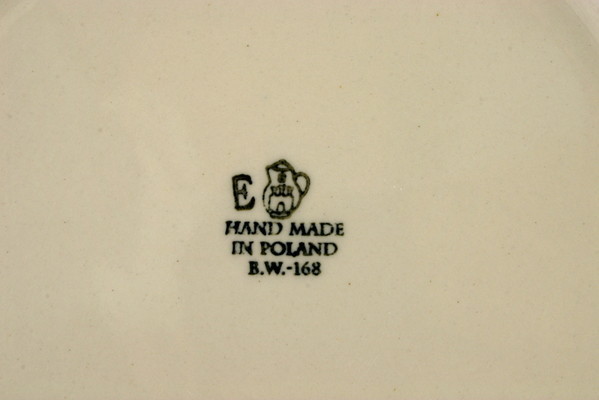 E
HAND MADE
IN POLAND
B.W.-168